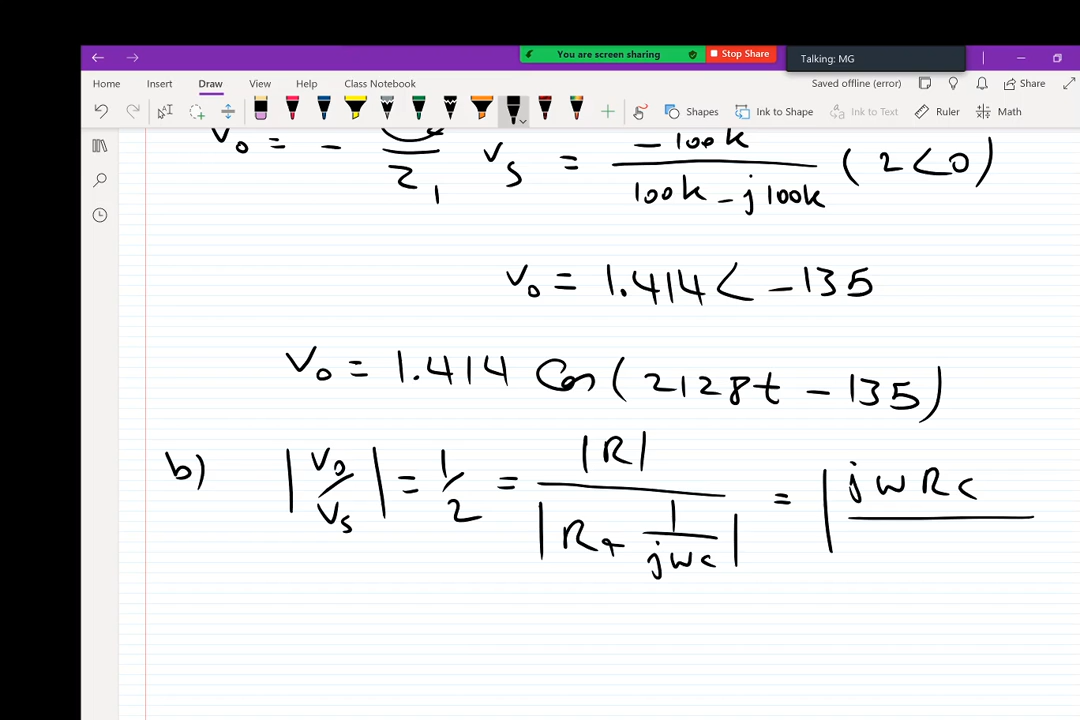 You are screen sharing Stop Share Talking: MG
Home Insert Draw View Help Class Notebook Saved offline (error) Share
Shapes Ink to Shape Ink to Text Ruler Math
V₀ = - Z₁ Vs = -100k / (100k - j100k) (2<0)
V₀ = 1.414 < -135
V₀ = 1.414 Cos(2128t - 135)
b) |V₀/Vs| = 1/2 = |R| / |R + 1/jwc| = |jwRc